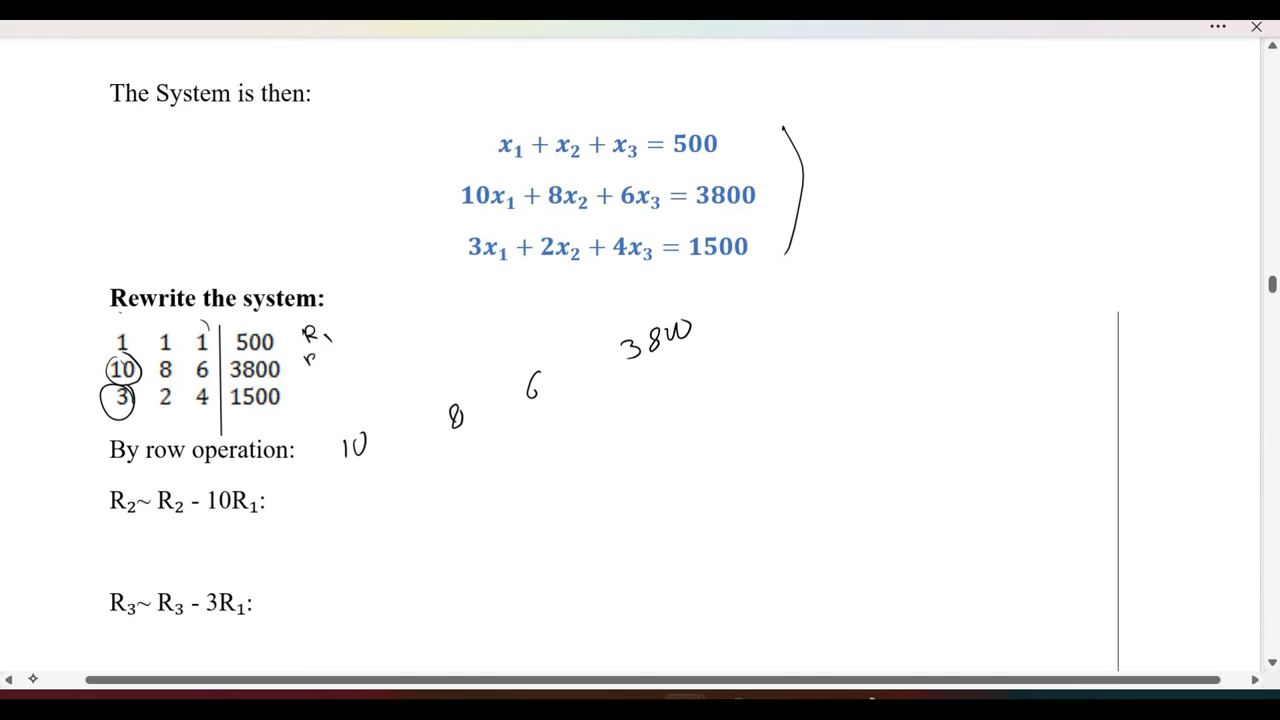 The System is then:
x₁ + x₂ + x₃ = 500
10x₁ + 8x₂ + 6x₃ = 3800
3x₁ + 2x₂ + 4x₃ = 1500
Rewrite the system:
1 1 1 | 500 R₁
10 8 6 | 3800 r
3 2 4 | 1500
10 8 6 3800
By row operation:
R₂~ R₂ - 10R₁:
R₃~ R₃ - 3R₁: